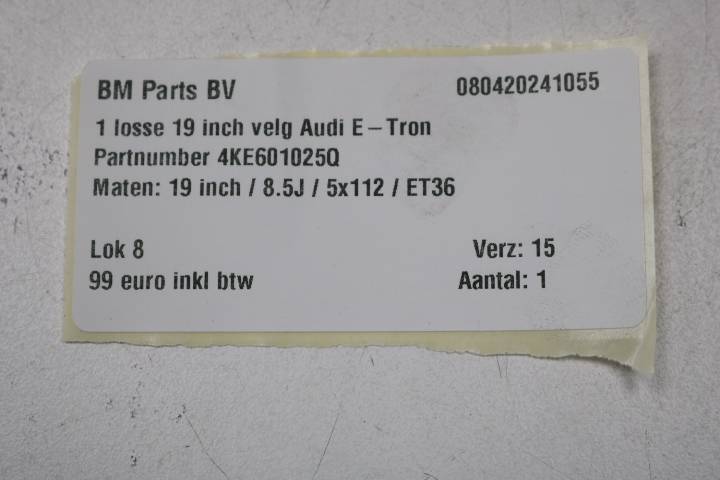 BM Parts BV 080420241055
1 losse 19 inch velg Audi E-Tron
Partnumber 4KE601025Q
Maten: 19 inch / 8.5J / 5x112 / ET36
Lok 8 Verz: 15
99 euro inkl btw Aantal: 1